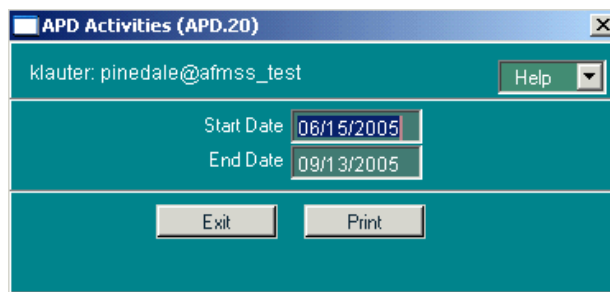 APD Activities (APD.20)
klauter: pinedale@afmss_test Help
Start Date 06/15/2005
End Date 09/13/2005
Exit Print